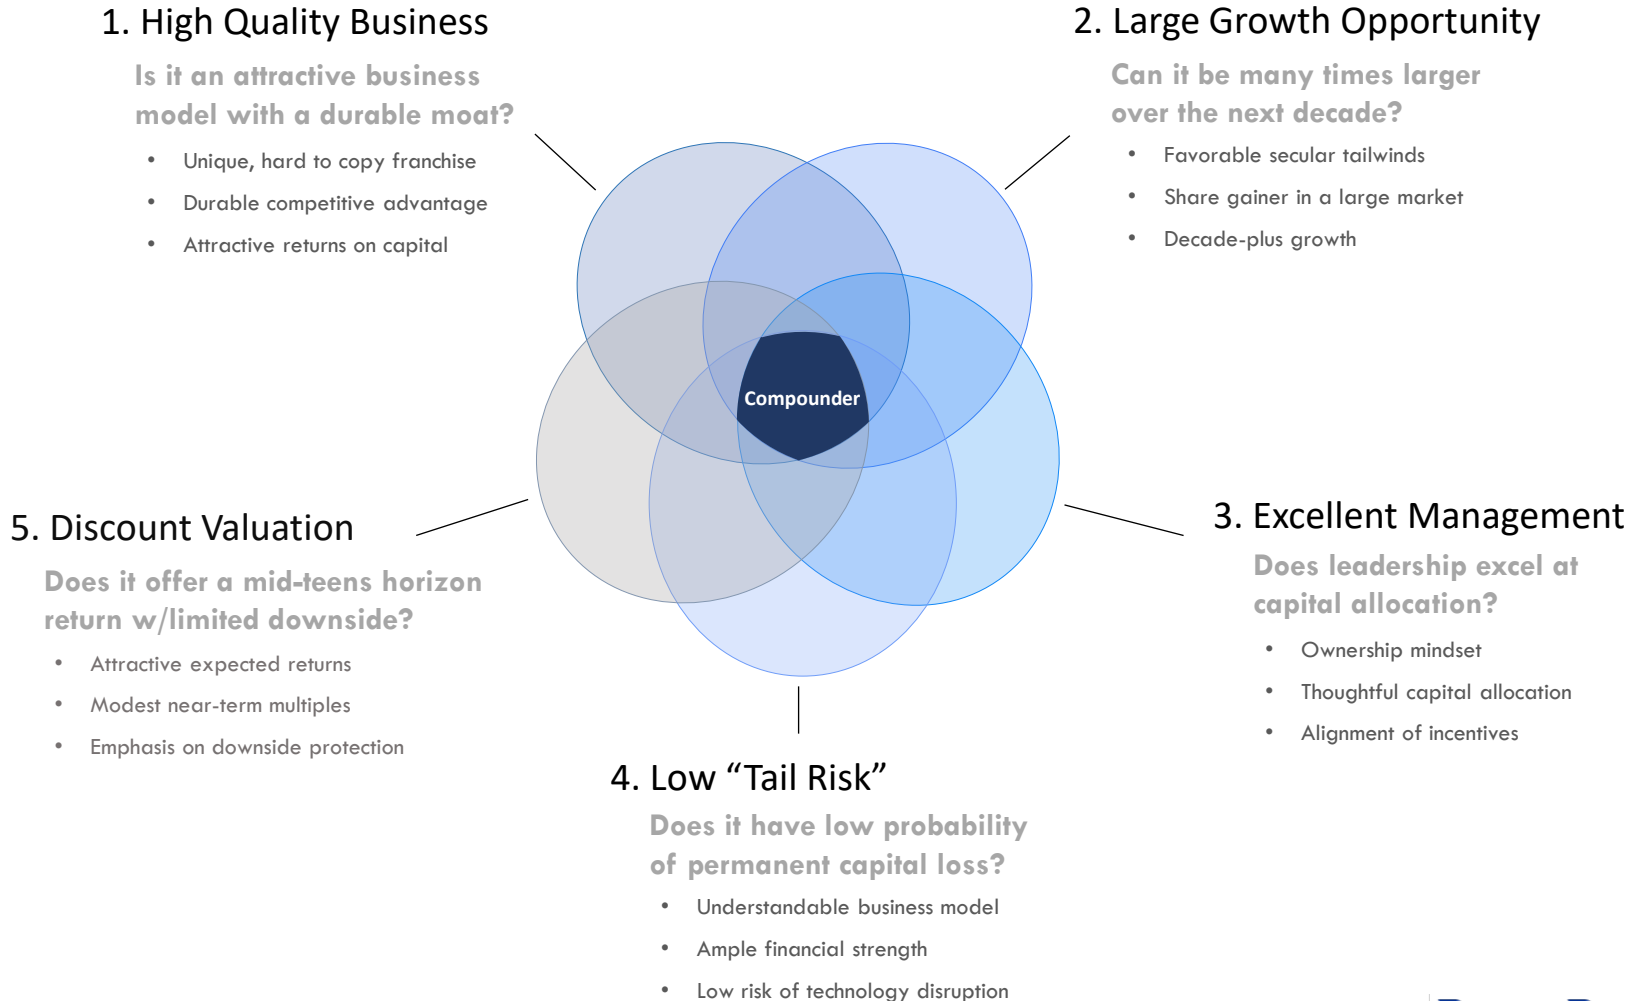 1. High Quality Business
Is it an attractive business
model with a durable moat?
• Unique, hard to copy franchise
• Durable competitive advantage
• Attractive returns on capital
2. Large Growth Opportunity
Can it be many times larger
over the next decade?
• Favorable secular tailwinds
• Share gainer in a large market
• Decade-plus growth
Compounder
3. Excellent Management
Does leadership excel at
capital allocation?
• Ownership mindset
• Thoughtful capital allocation
• Alignment of incentives
4. Low “Tail Risk”
Does it have low probability
of permanent capital loss?
• Understandable business model
• Ample financial strength
• Low risk of technology disruption
5. Discount Valuation
Does it offer a mid-teens horizon
return w/limited downside?
• Attractive expected returns
• Modest near-term multiples
• Emphasis on downside protection